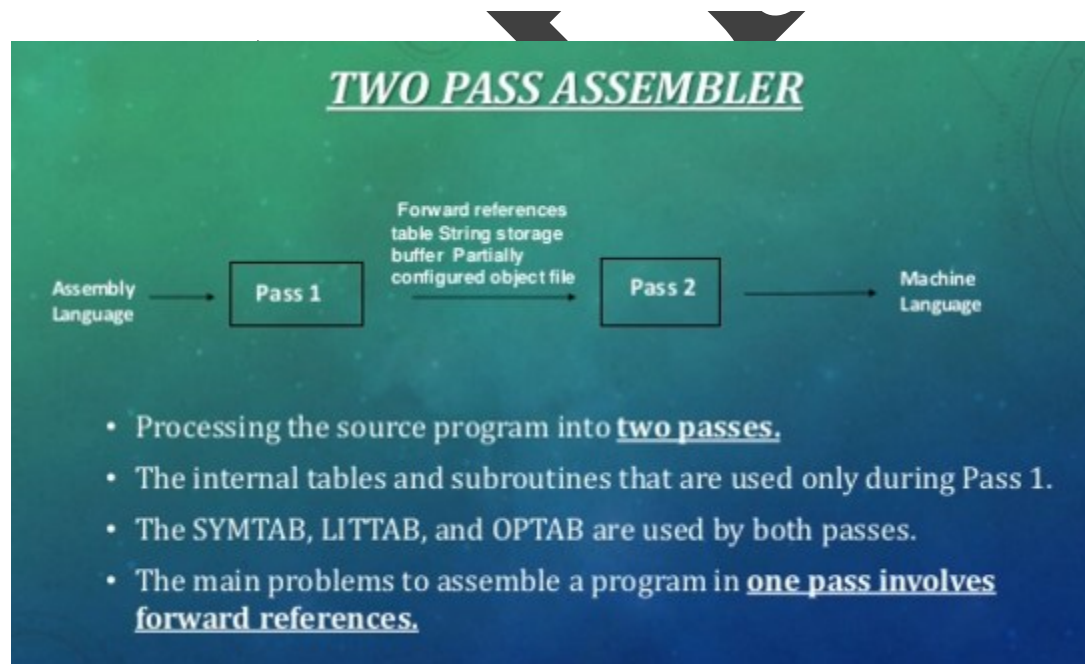 TWO PASS ASSEMBLER
Forward references
table String storage
buffer Partially
configured object file
Assembly
Language
Pass 1
Pass 2
Machine
Language
• Processing the source program into two passes.
• The internal tables and subroutines that are used only during Pass 1.
• The SYMTAB, LITTAB, and OPTAB are used by both passes.
• The main problems to assemble a program in one pass involves
forward references.